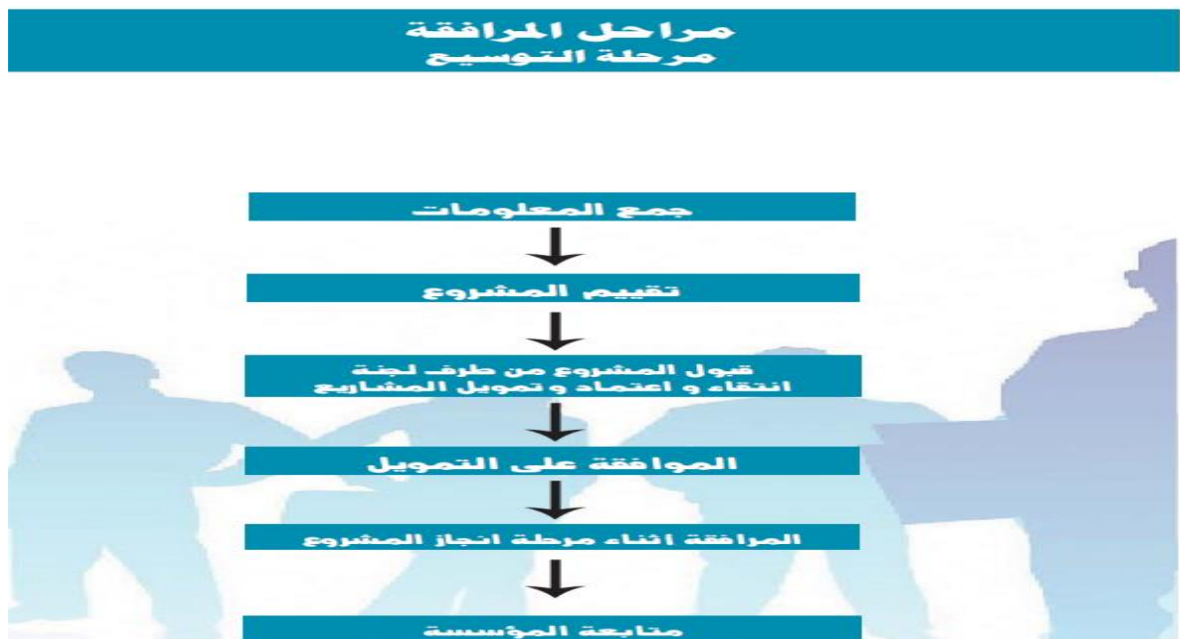 مراحل المرافقة
مرحلة التوسيع
جمع المعلومات
تقييم المشروع
قبول المشروع من طرف لجنة
انتقاء و اعتماد و تمويل المشاريع
الموافقة على التمويل
المرافقة اثناء مرحلة انجاز المشروع
متابعة المؤسسة